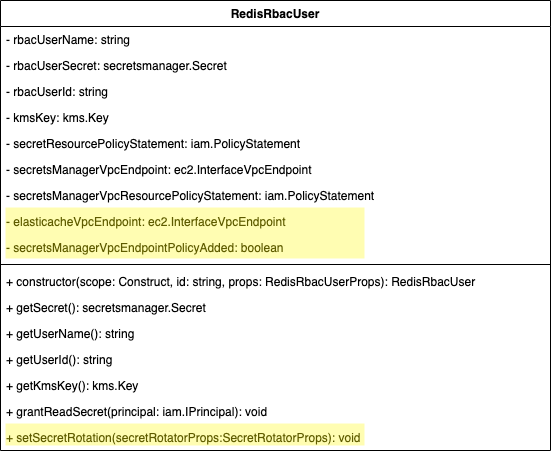 RedisRbacUser
- rbacUserName: string
- rbacUserSecret: secretsmanager.Secret
- rbacUserId: string
- kmsKey: kms.Key
- secretResourcePolicyStatement: iam.PolicyStatement
- secretsManagerVpcEndpoint: ec2.InterfaceVpcEndpoint
- secretsManagerVpcResourcePolicyStatement: iam.PolicyStatement
- elasticacheVpcEndpoint: ec2.InterfaceVpcEndpoint
- secretsManagerVpcEndpointPolicyAdded: boolean
+ constructor(scope: Construct, id: string, props: RedisRbacUserProps): RedisRbacUser
+ getSecret(): secretsmanager.Secret
+ getUserName(): string
+ getUserId(): string
+ getKmsKey(): kms.Key
+ grantReadSecret(principal: iam.IPrincipal): void
+ setSecretRotation(secretRotatorProps:SecretRotatorProps): void